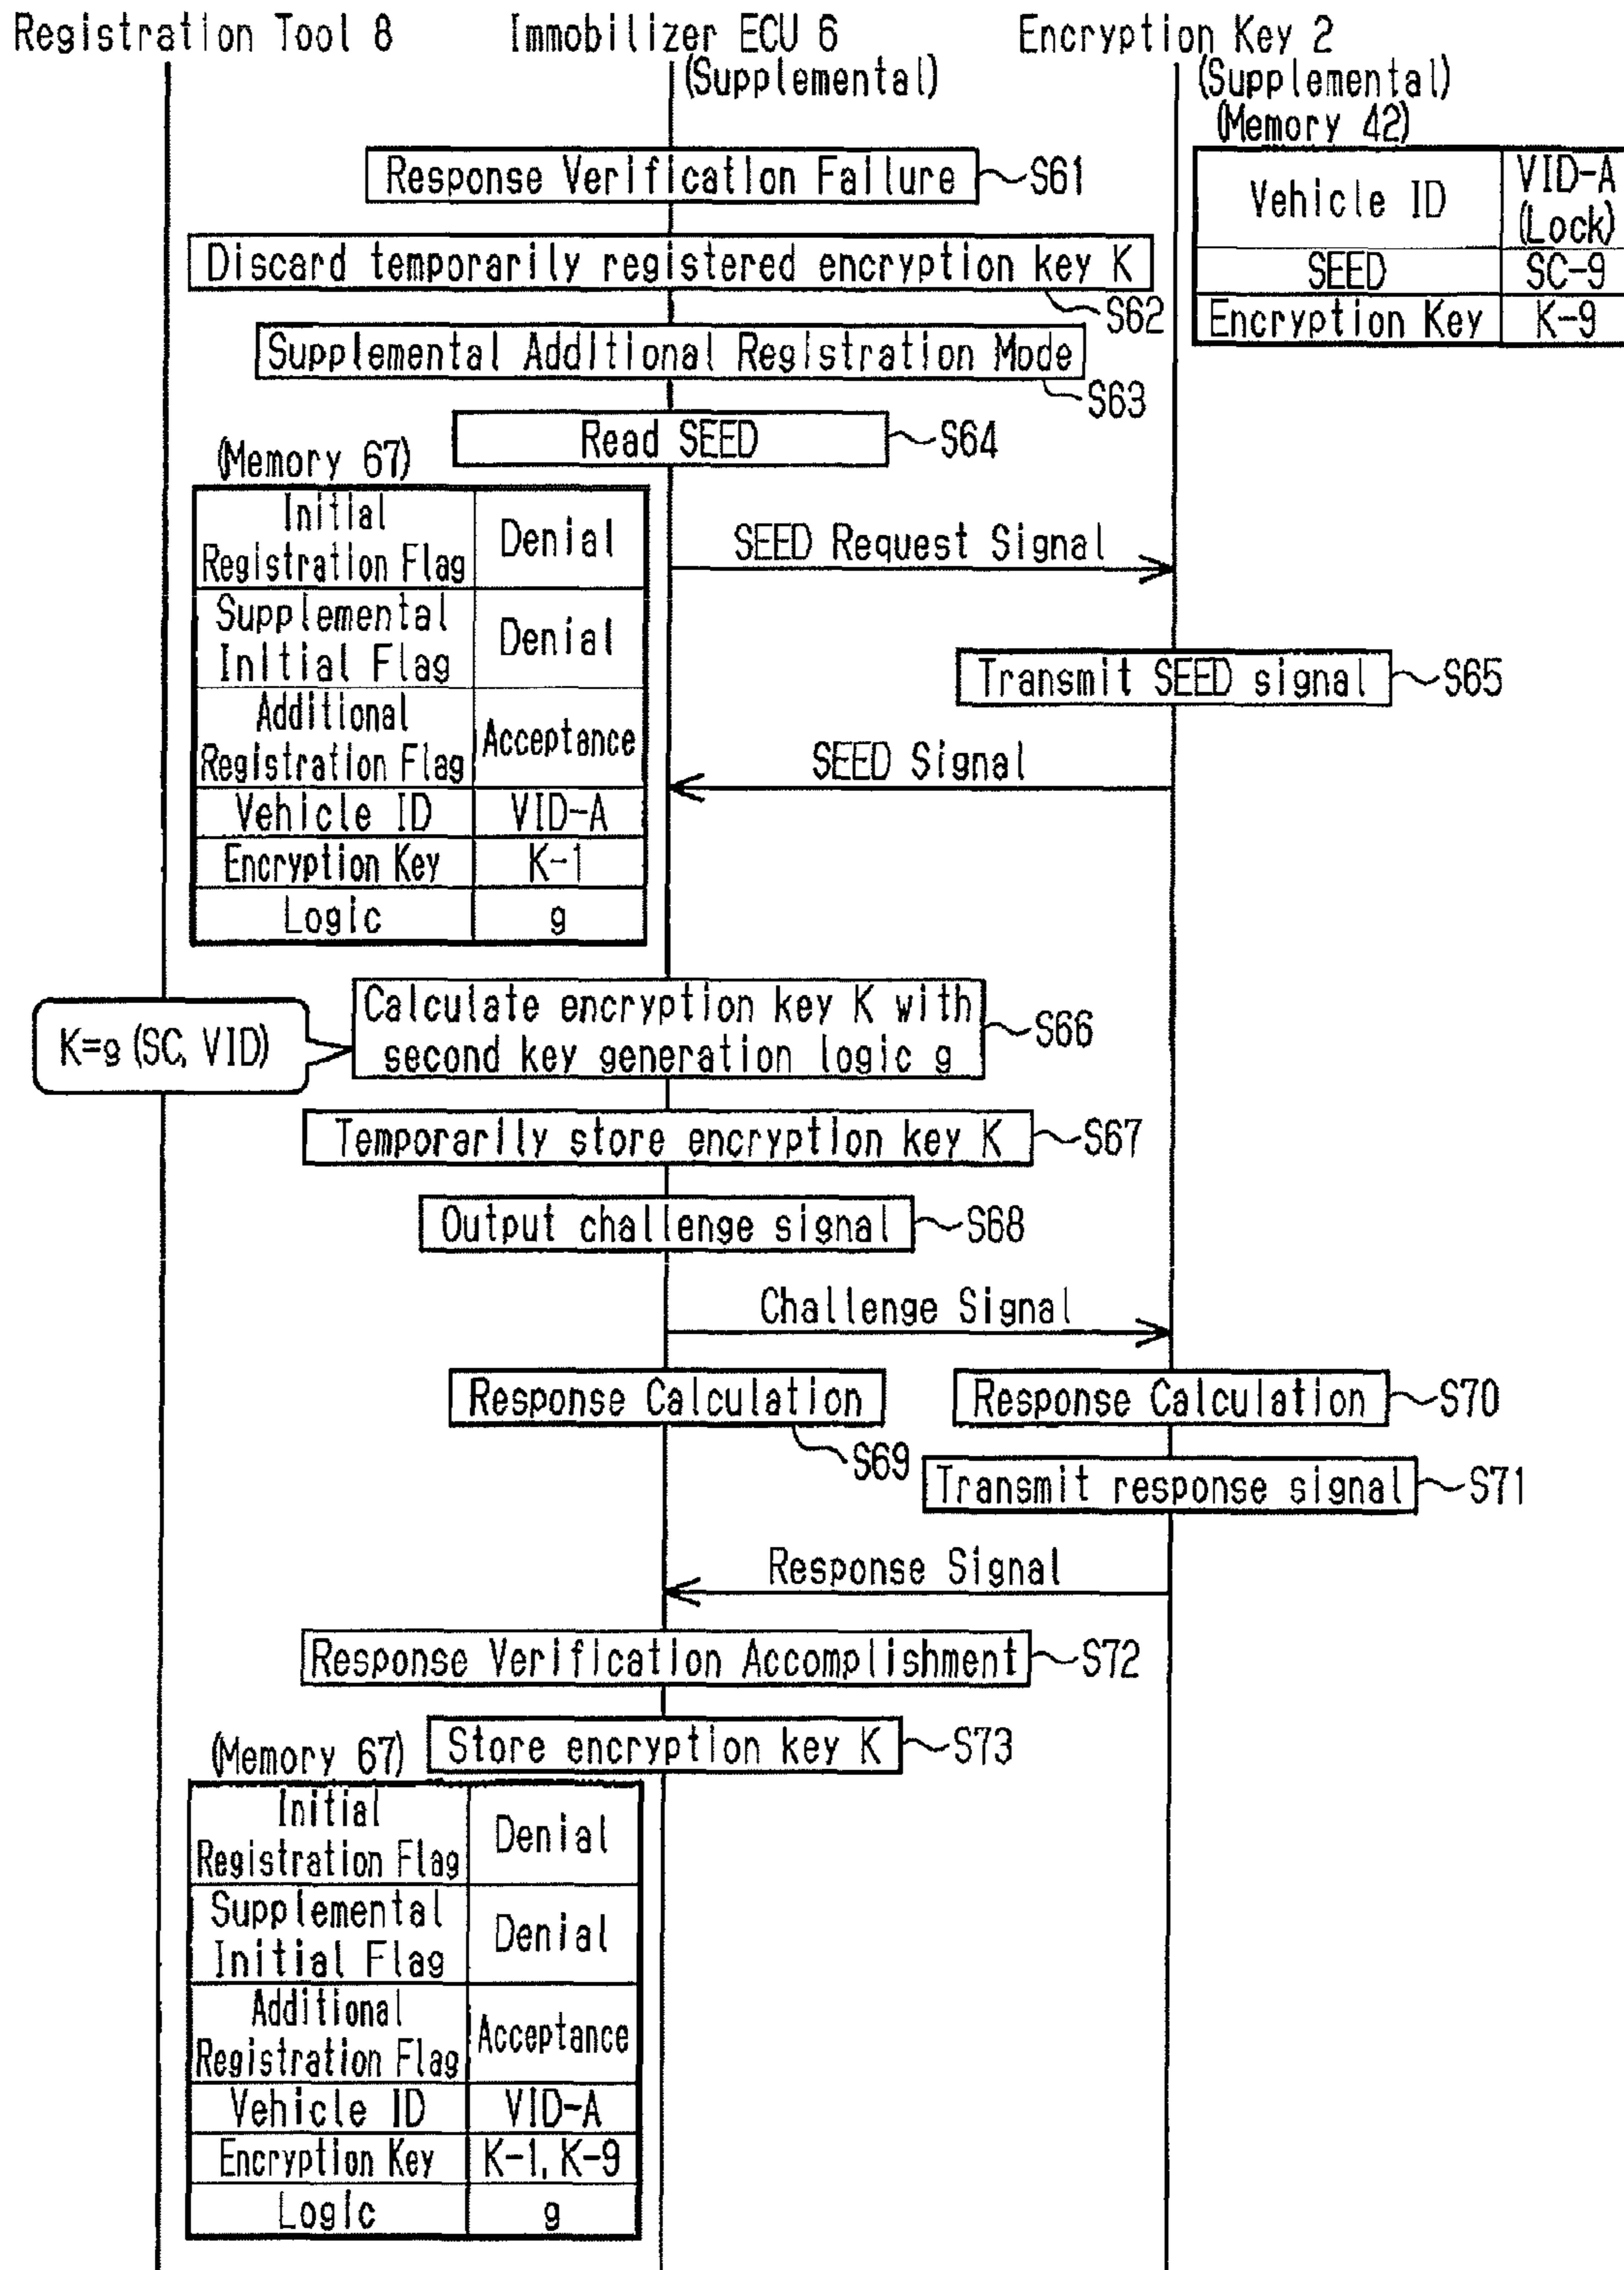 Registration Tool 8
Immobilizer ECU 6
(Supplemental)
Encryption Key 2
(Supplemental)
(Memory 42)
Vehicle ID
VID-A
(Lock)
SEED
SC-9
Encryption Key
K-9
Response Verification Failure
S61
Discard temporarily registered encryption key K
S62
Supplemental Additional Registration Mode
S63
Read SEED
S64
(Memory 67)
Initial
Registration Flag
Denial
Supplemental
Initial Flag
Denial
Additional
Registration Flag
Acceptance
Vehicle ID
VID-A
Encryption Key
K-1
Logic
g
SEED Request Signal
Transmit SEED signal
S65
SEED Signal
K=g (SC, VID)
Calculate encryption key K with
second key generation logic g
S66
Temporarily store encryption key K
S67
Output challenge signal
S68
Challenge Signal
Response Calculation
S69
Response Calculation
S70
Transmit response signal
S71
Response Signal
Response Verification Accomplishment
S72
Store encryption key K
S73
(Memory 67)
Initial
Registration Flag
Denial
Supplemental
Initial Flag
Denial
Additional
Registration Flag
Acceptance
Vehicle ID
VID-A
Encryption Key
K-1, K-9
Logic
g